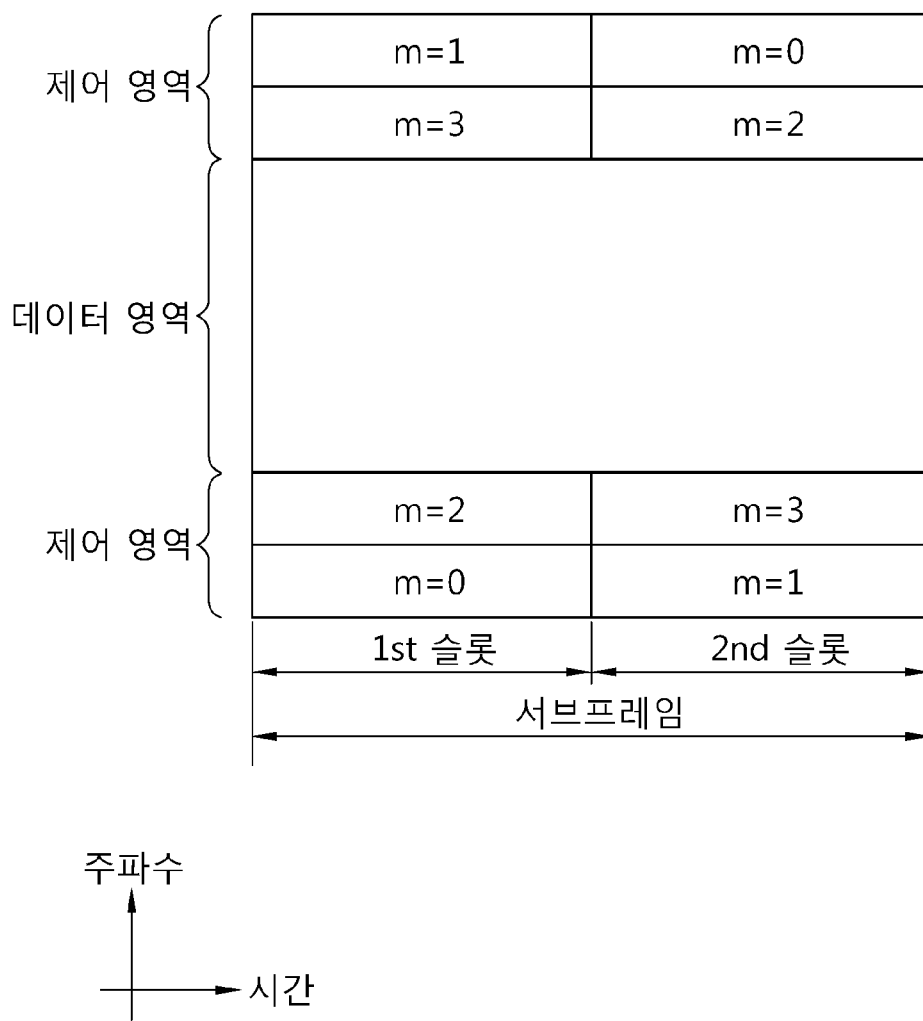 m=1 m=0
제어 영역
m=3 m=2
데이터 영역
m=2 m=3
제어 영역
m=0 m=1
1st 슬롯 2nd 슬롯
서브프레임
주파수
시간